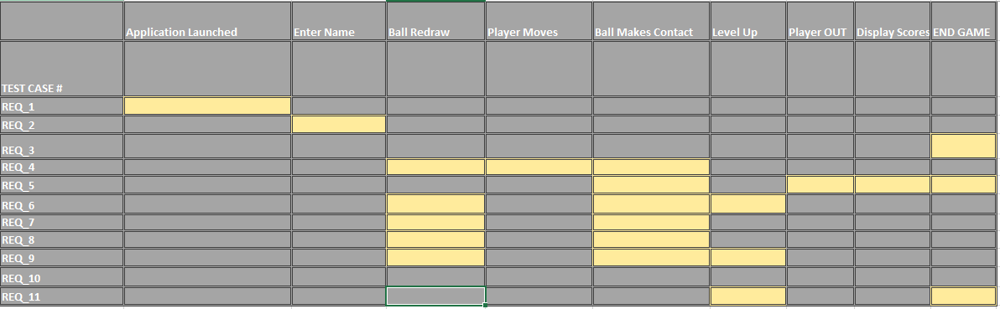 Application Launched Enter Name Ball Redraw Player Moves Ball Makes Contact Level Up Player OUT Display Scores END GAME
TEST CASE #
REQ_1
REQ_2
REQ_3
REQ_4
REQ_5
REQ_6
REQ_7
REQ_8
REQ_9
REQ_10
REQ_11